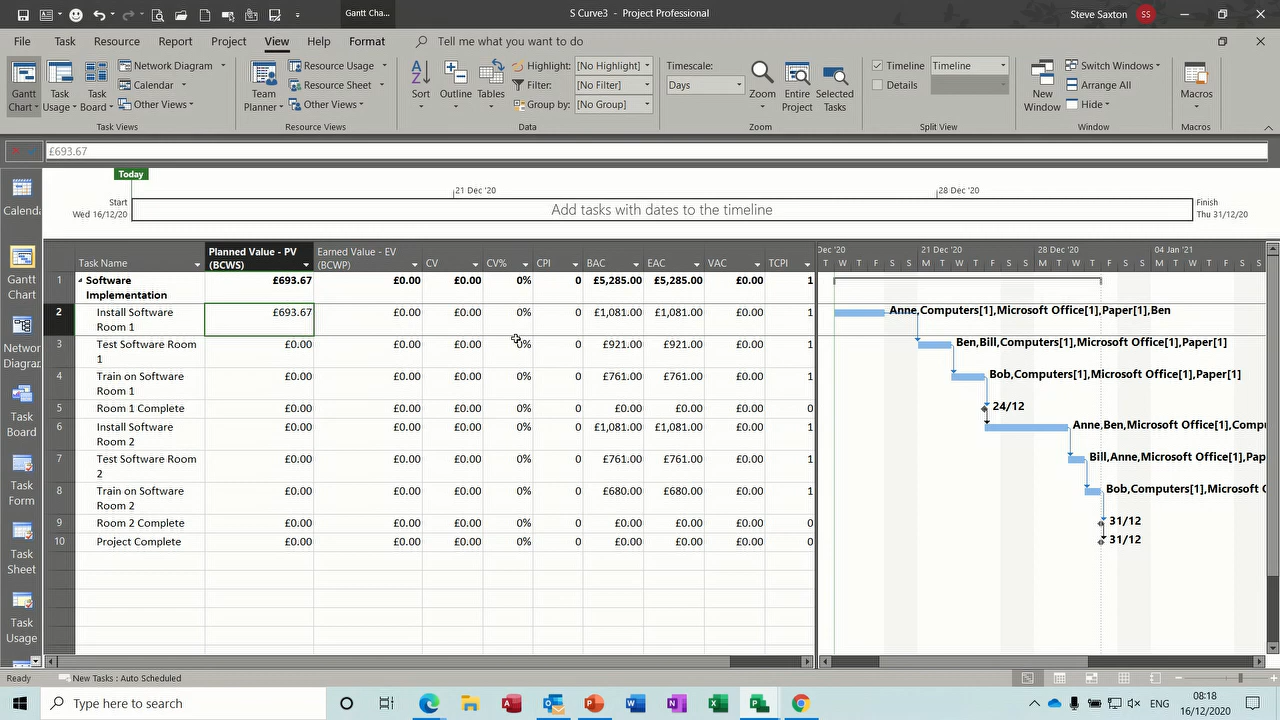 Gantt Cha...
S Curve3 - Project Professional
Steve Saxton
SS
File
Task
Resource
Report
Project
View
Help
Format
Tell me what you want to do
Gantt
Chart
Task
Usage
Task
Board
Network Diagram
Calendar
Other Views
Task Views
Team
Planner
Resource Usage
Resource Sheet
Other Views
Resource Views
Sort
Outline
Tables
Highlight: [No Highlight]
Filter: [No Filter]
Group by: [No Group]
Data
Timescale:
Days
Zoom
Entire
Project
Selected
Tasks
Zoom
Timeline
Timeline
Details
Split View
New
Window
Switch Windows
Arrange All
Hide
Window
Macros
Macros
£693.67
Today
21 Dec '20
28 Dec '20
Start
Wed 16/12/20
Add tasks with dates to the timeline
Finish
Thu 31/12/20
Calenda
Gantt
Chart
Network
Diagram
Task
Board
Task
Form
Task
Sheet
Task
Usage
Task Name
Planned Value - PV
(BCWS)
Earned Value - EV
(BCWP)
CV
CV%
CPI
BAC
EAC
VAC
TCPI
Dec '20
21 Dec '20
28 Dec '20
04 Jan '21
T W T F S S M T W T F S S M T W T F S S M T W T F S S
1 Software
Implementation £693.67 £0.00 £0.00 0% 0 £5,285.00 £5,285.00 £0.00 1
2 Install Software
Room 1 £693.67 £0.00 £0.00 0% 0 £1,081.00 £1,081.00 £0.00 1
3 Test Software Room
1 £0.00 £0.00 £0.00 0% 0 £921.00 £921.00 £0.00 1
4 Train on Software
Room 1 £0.00 £0.00 £0.00 0% 0 £761.00 £761.00 £0.00 1
5 Room 1 Complete £0.00 £0.00 £0.00 0% 0 £0.00 £0.00 £0.00 0
6 Install Software
Room 2 £0.00 £0.00 £0.00 0% 0 £1,081.00 £1,081.00 £0.00 1
7 Test Software Room
2 £0.00 £0.00 £0.00 0% 0 £761.00 £761.00 £0.00 1
8 Train on Software
Room 2 £0.00 £0.00 £0.00 0% 0 £680.00 £680.00 £0.00 1
9 Room 2 Complete £0.00 £0.00 £0.00 0% 0 £0.00 £0.00 £0.00 0
10 Project Complete £0.00 £0.00 £0.00 0% 0 £0.00 £0.00 £0.00 0
Anne,Computers[1],Microsoft Office[1],Paper[1],Ben
Ben,Bill,Computers[1],Microsoft Office[1],Paper[1]
Bob,Computers[1],Microsoft Office[1],Paper[1]
24/12
Anne,Ben,Microsoft Office[1],Compu
Bill,Anne,Microsoft Office[1],Pap
Bob,Computers[1],Microsoft O
31/12
31/12
Ready
New Tasks : Auto Scheduled
Type here to search
ENG
08:18
16/12/2020